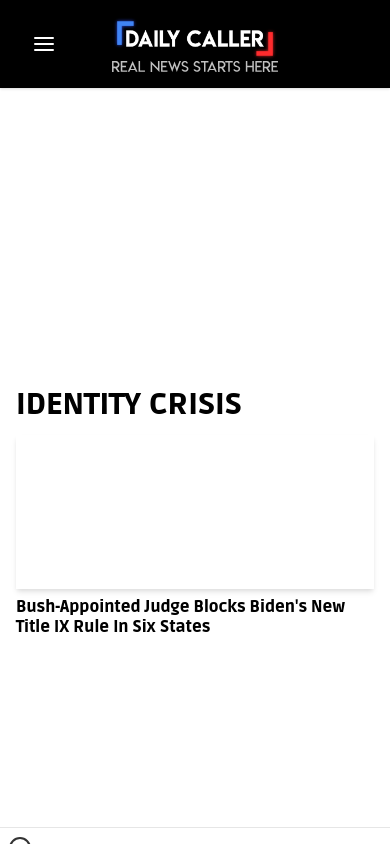 DAILY CALLER
REAL NEWS STARTS HERE
IDENTITY CRISIS
Bush-Appointed Judge Blocks Biden's New
Title IX Rule In Six States